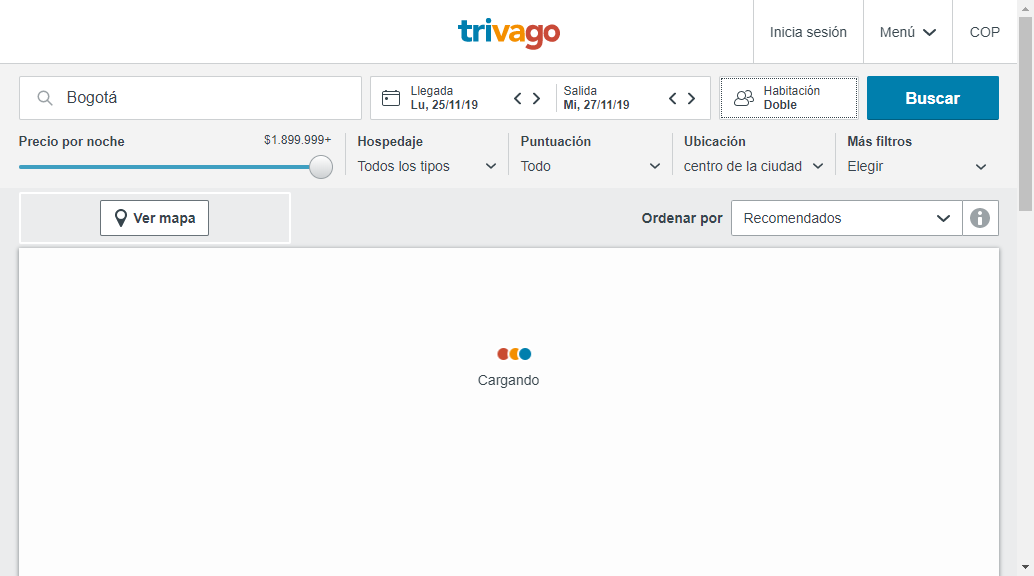 trivago
Inicia sesión
Menú
COP
Bogotá
Llegada
Lu, 25/11/19
Salida
Mi, 27/11/19
Habitación
Doble
Buscar
Precio por noche
$1.899.999+
Hospedaje
Todos los tipos
Puntuación
Todo
Ubicación
centro de la ciudad
Más filtros
Elegir
Ver mapa
Ordenar por
Recomendados
Cargando